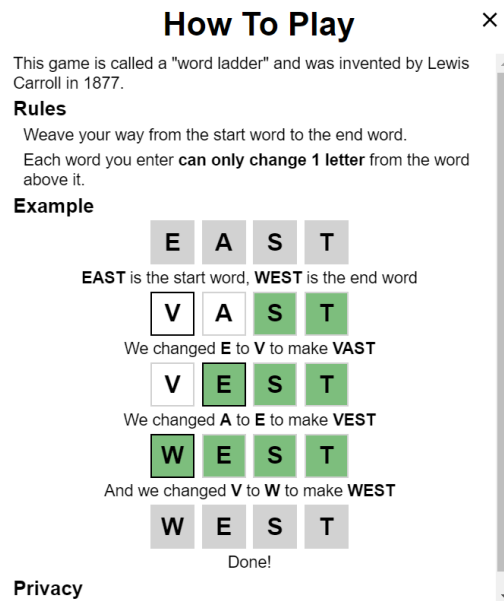 How To Play
This game is called a "word ladder" and was invented by Lewis
Carroll in 1877.
Rules
Weave your way from the start word to the end word.
Each word you enter can only change 1 letter from the word
above it.
Example
E A S T
EAST is the start word, WEST is the end word
V A S T
We changed E to V to make VAST
V E S T
We changed A to E to make VEST
W E S T
And we changed V to W to make WEST
W E S T
Done!
Privacy